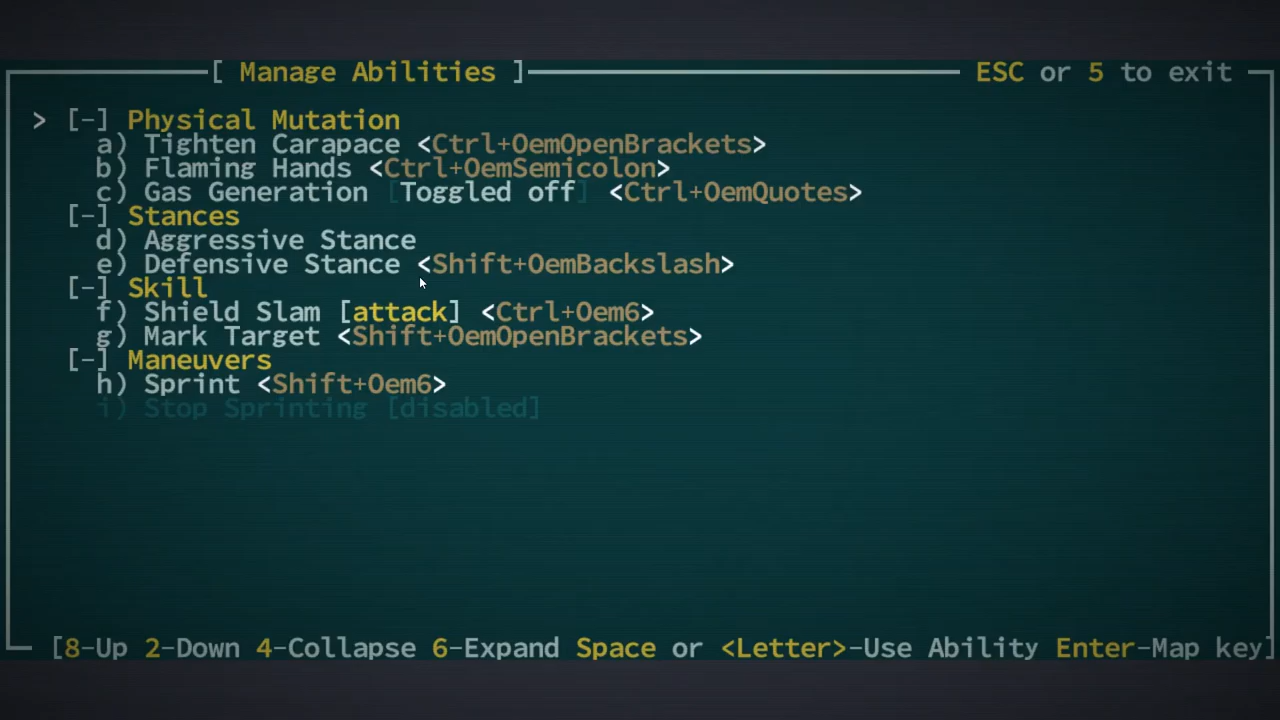 [ Manage Abilities ] ESC or 5 to exit
> [-] Physical Mutation
a) Tighten Carapace <Ctrl+OemOpenBrackets>
b) Flaming Hands <Ctrl+OemSemicolon>
c) Gas Generation [Toggled off] <Ctrl+OemQuotes>
[-] Stances
d) Aggressive Stance
e) Defensive Stance <Shift+OemBackslash>
[-] Skill
f) Shield Slam [attack] <Ctrl+Oem6>
g) Mark Target <Shift+OemOpenBrackets>
[-] Maneuvers
h) Sprint <Shift+Oem6>
i) Stop Sprinting [disabled]
[8-Up 2-Down 4-Collapse 6-Expand Space or <Letter>-Use Ability Enter-Map key]